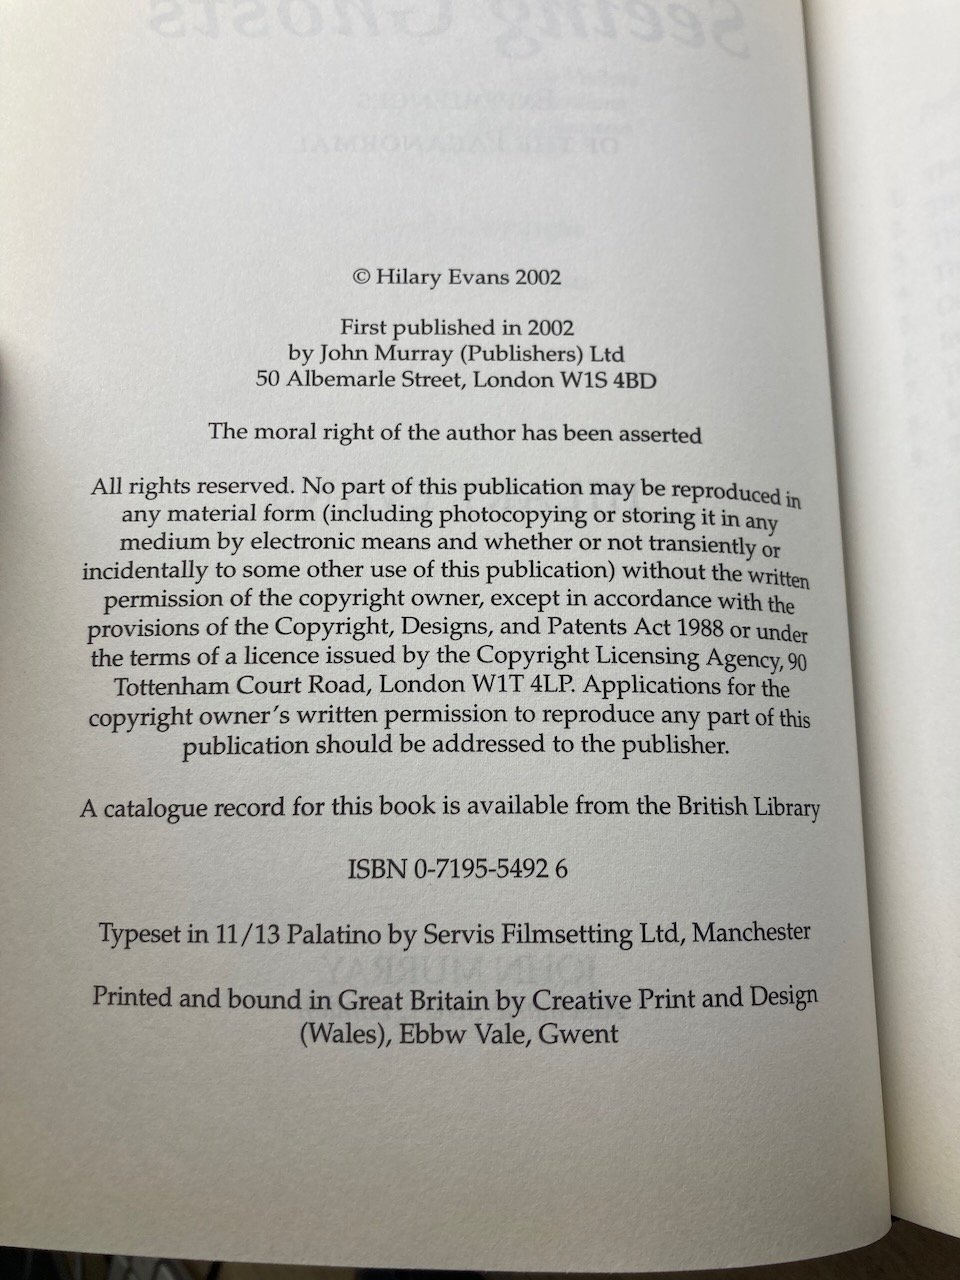 Seeing Ghosts
EXPERIENCES
OF THE PARANORMAL
© Hilary Evans 2002
First published in 2002
by John Murray (Publishers) Ltd
50 Albemarle Street, London W1S 4BD
The moral right of the author has been asserted
All rights reserved. No part of this publication may be reproduced in
any material form (including photocopying or storing it in any
medium by electronic means and whether or not transiently or
incidentally to some other use of this publication) without the written
permission of the copyright owner, except in accordance with the
provisions of the Copyright, Designs, and Patents Act 1988 or under
the terms of a licence issued by the Copyright Licensing Agency, 90
Tottenham Court Road, London W1T 4LP. Applications for the
copyright owner's written permission to reproduce any part of this
publication should be addressed to the publisher.
A catalogue record for this book is available from the British Library
ISBN 0-7195-5492 6
Typeset in 11/13 Palatino by Servis Filmsetting Ltd, Manchester
JOHN MURRAY
Printed and bound in Great Britain by Creative Print and Design
(Wales), Ebbw Vale, Gwent